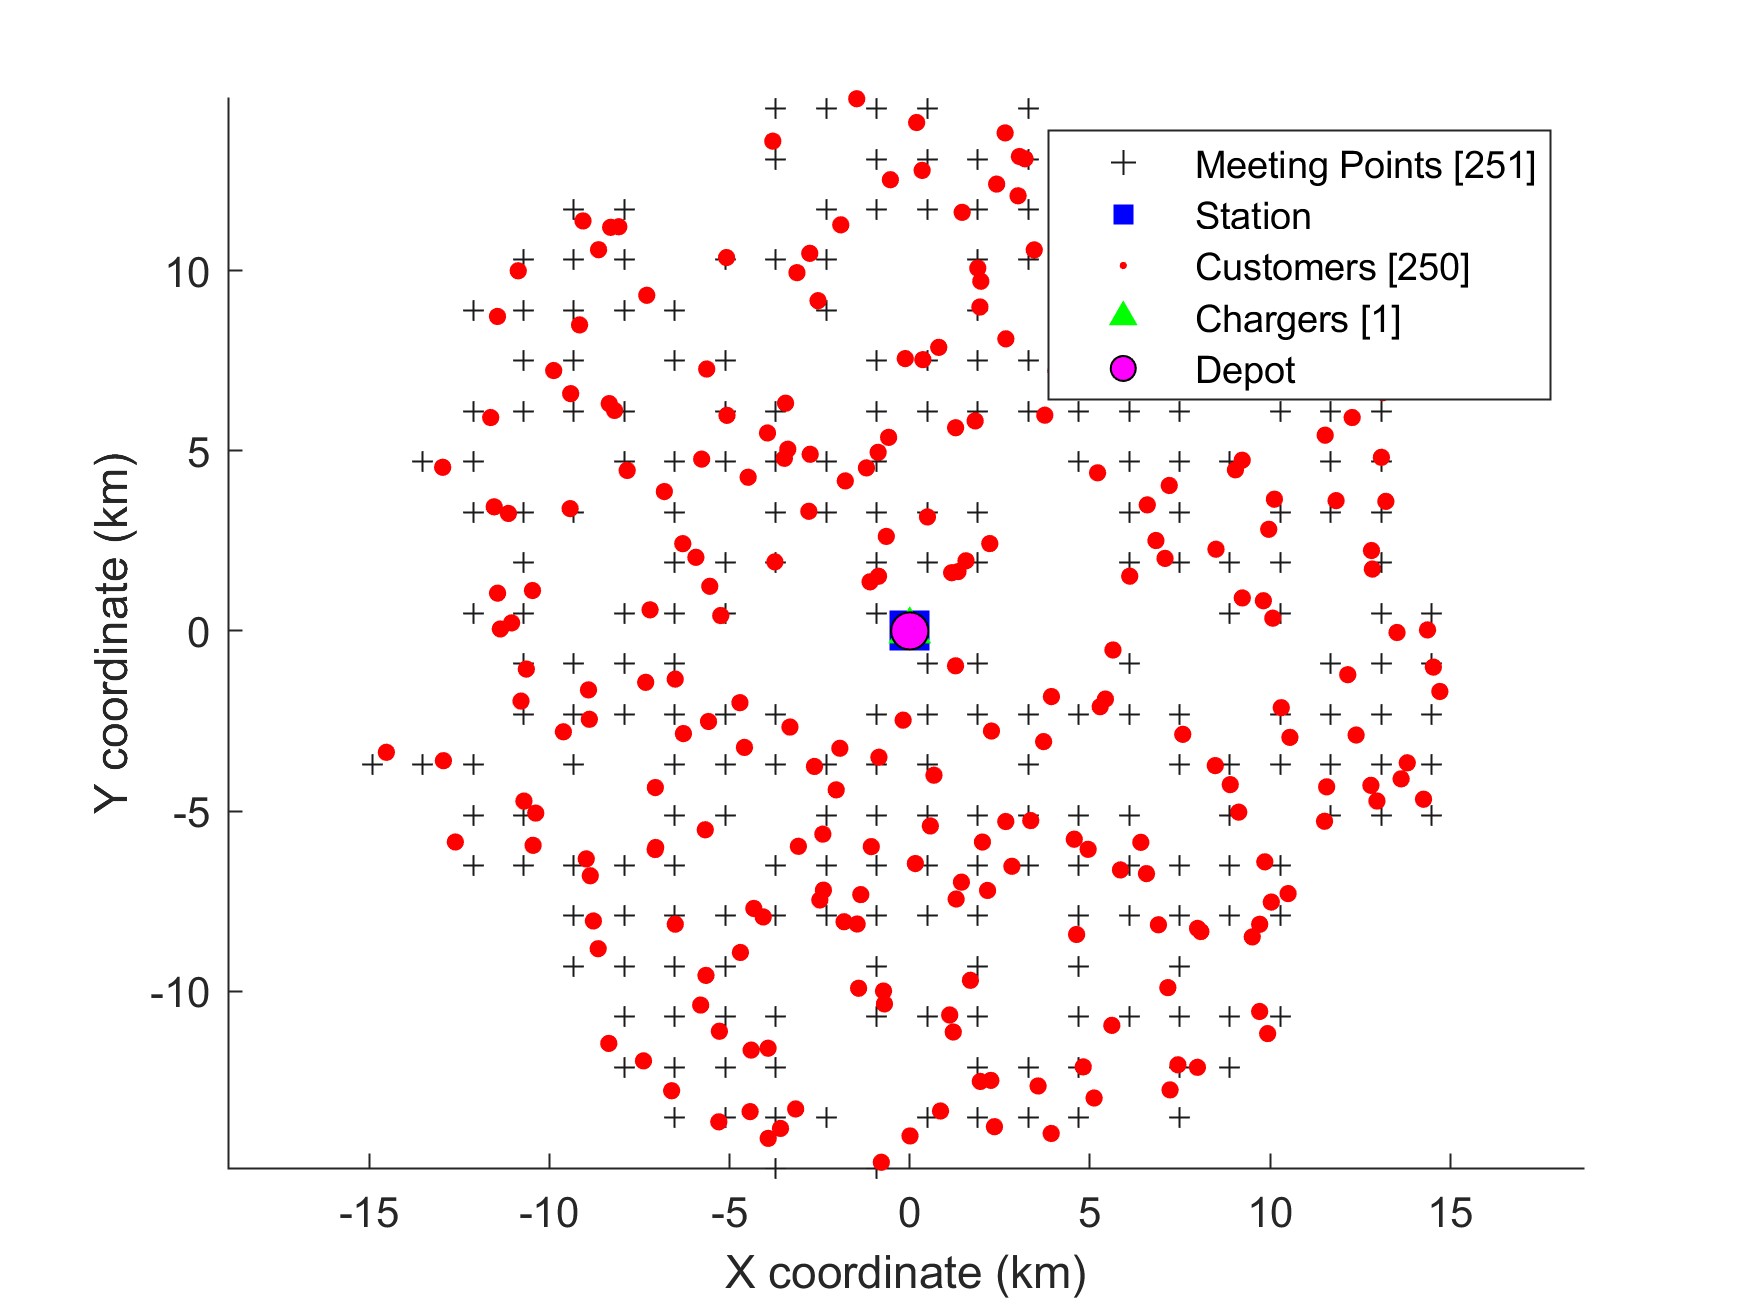 Meeting Points [251]
Station
Customers [250]
Chargers [1]
Depot
10
5
0
-5
-10
Y coordinate (km)
-15
-10
-5
0
5
10
15
X coordinate (km)